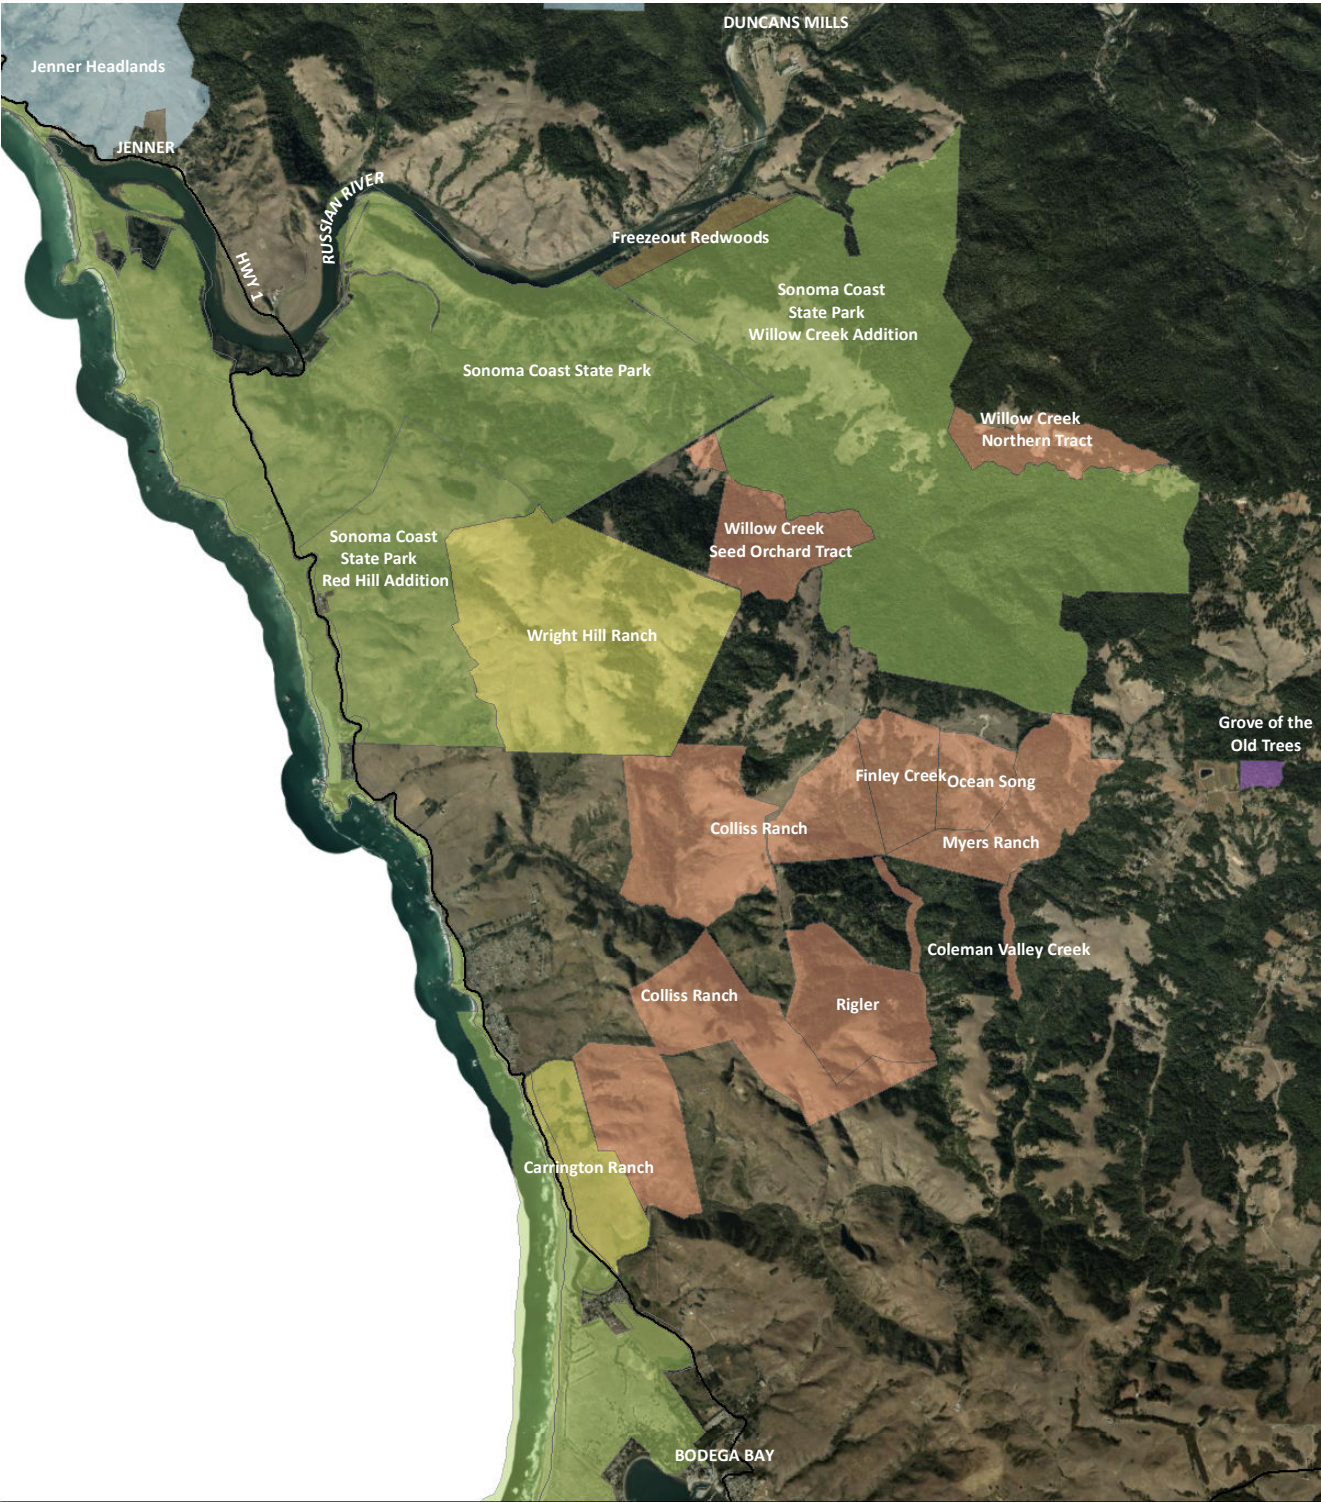 DUNCANS MILLS
Jenner Headlands
JENNER
RUSSIAN RIVER
HWY 1
Freezeout Redwoods
Sonoma Coast
State Park
Willow Creek Addition
Sonoma Coast State Park
Willow Creek
Northern Tract
Willow Creek
Seed Orchard Tract
Sonoma Coast
State Park
Red Hill Addition
Wright Hill Ranch
Grove of the
Old Trees
Finley Creek
Ocean Song
Colliss Ranch
Myers Ranch
Coleman Valley Creek
Colliss Ranch
Rigler
Carrington Ranch
BODEGA BAY